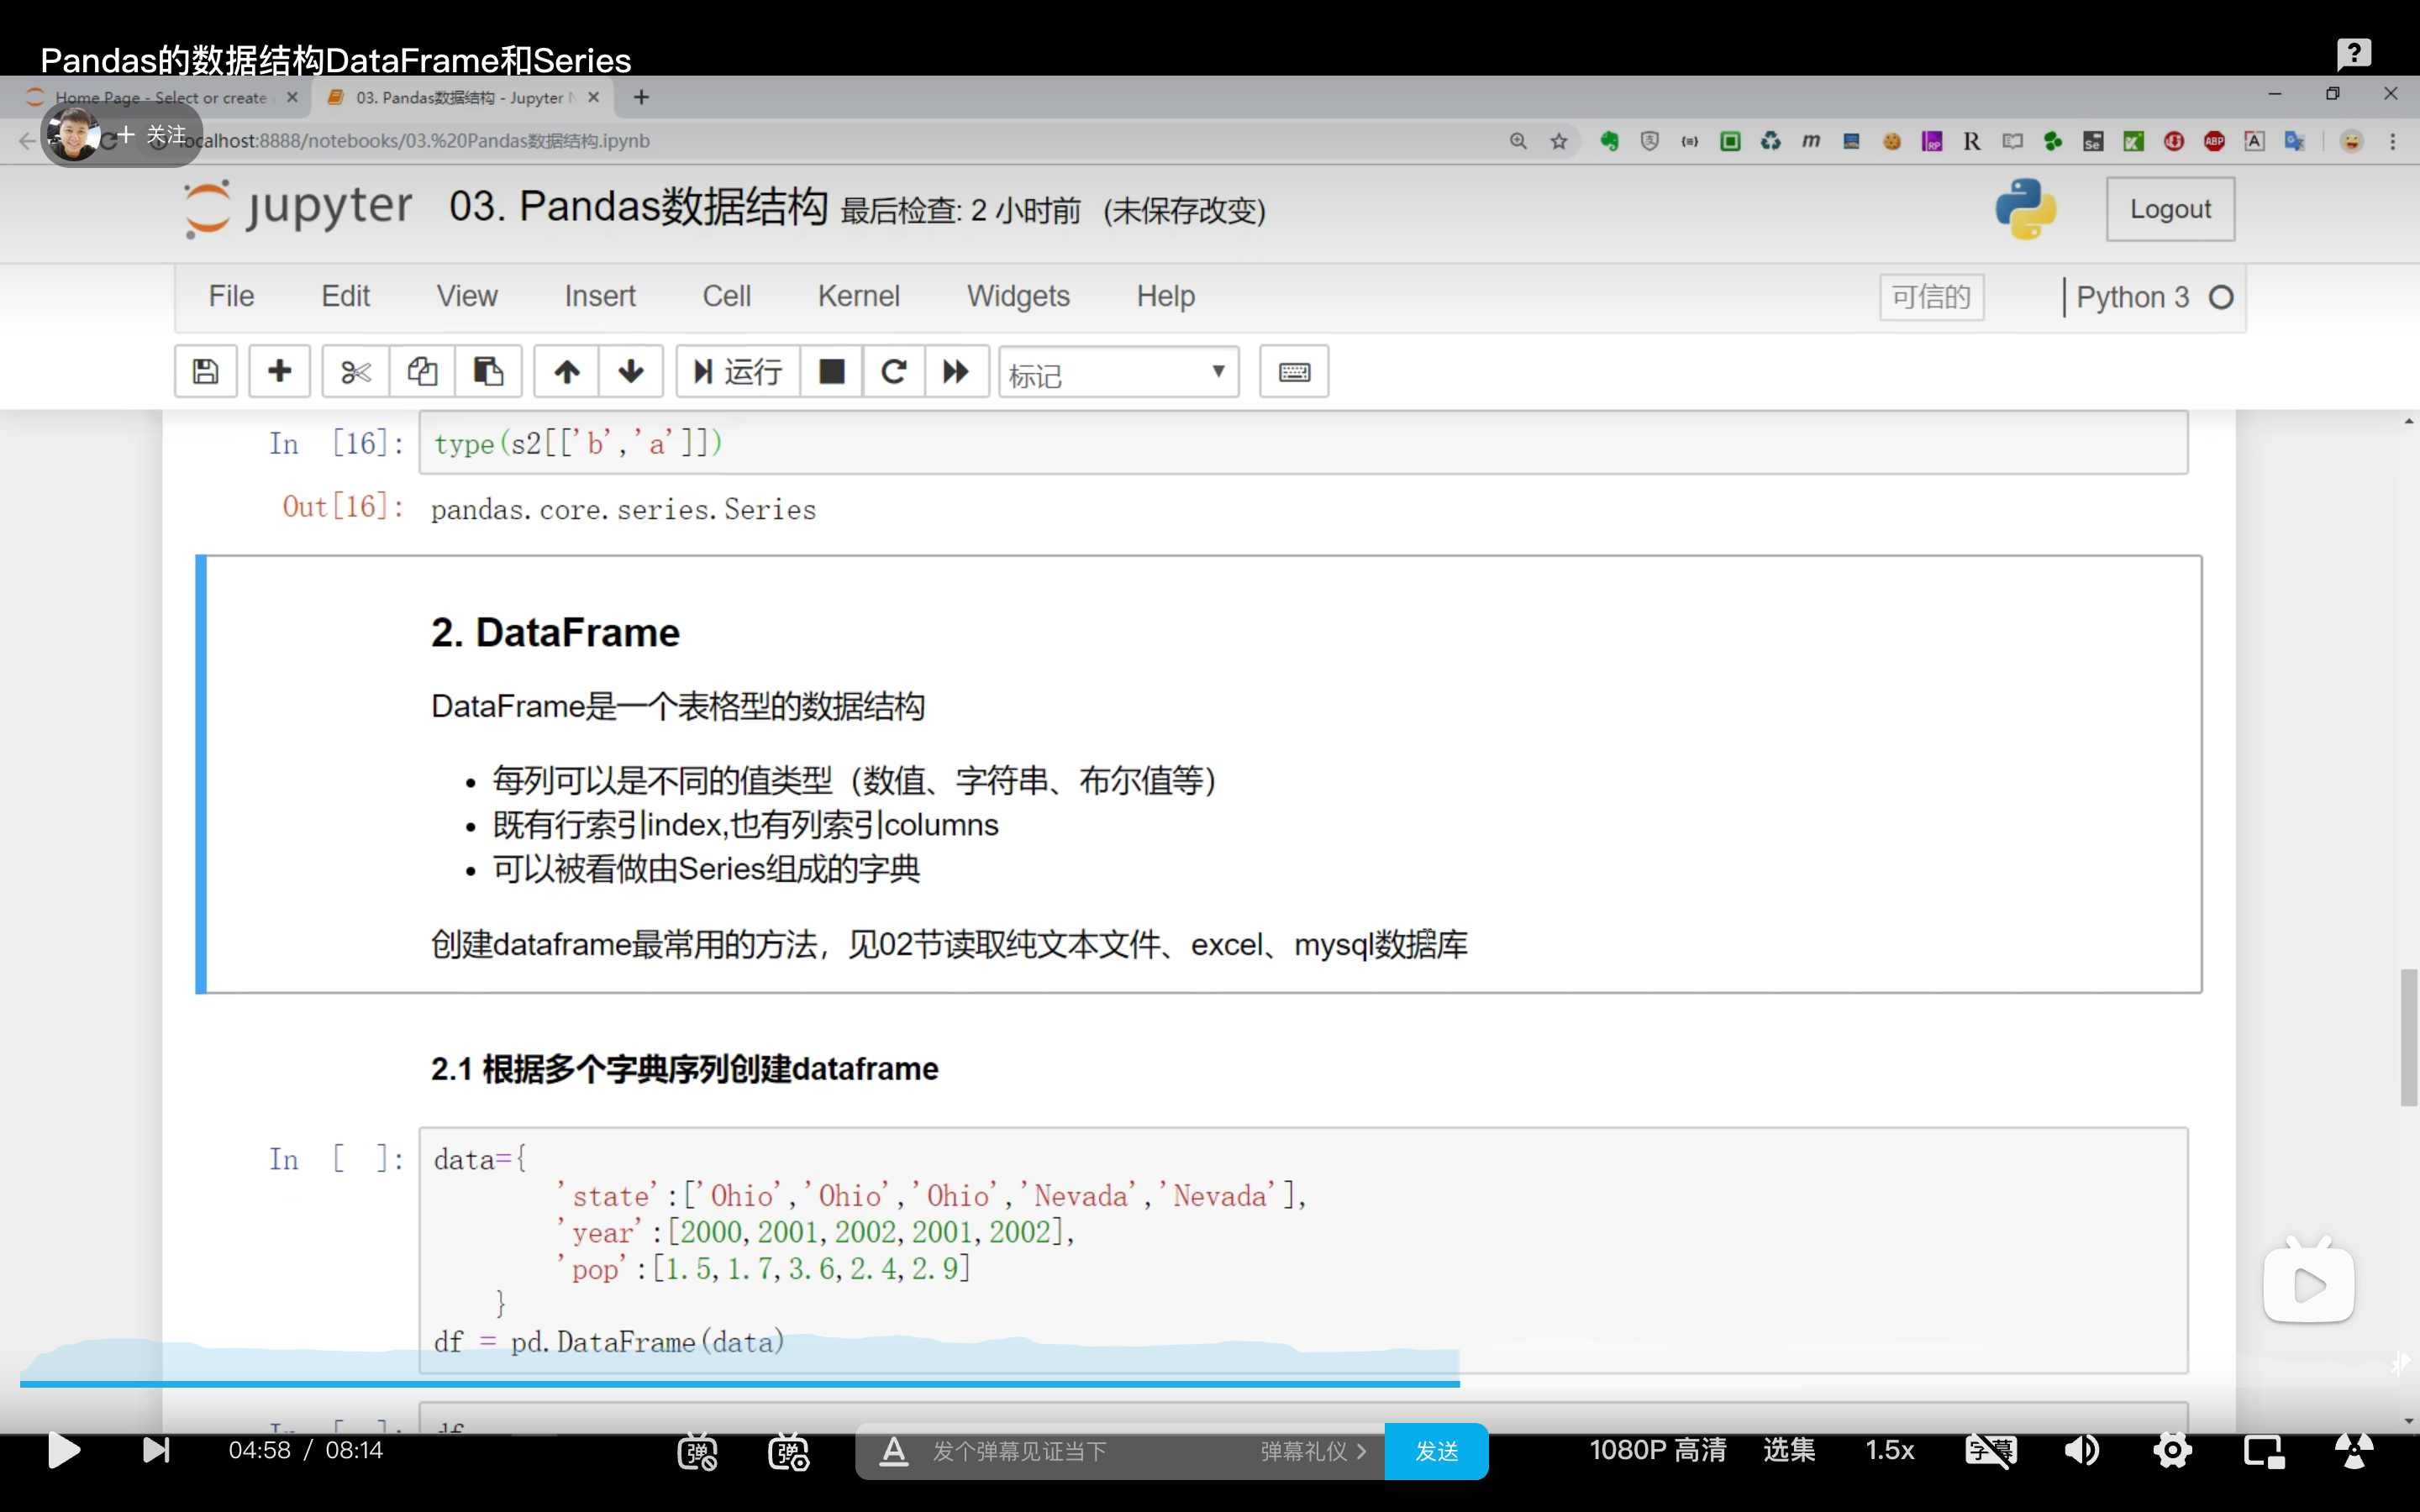 Pandas的数据结构DataFrame和Series
Home Page - Select or create
03. Pandas数据结构 - Jupyter N
关注
ocalhost:8888/notebooks/03.%20Pandas数据结构.ipynb
jupyter 03. Pandas数据结构 最后检查: 2 小时前 (未保存改变)
Logout
File Edit View Insert Cell Kernel Widgets Help
可信的 Python 3
运行 标记
In [16]: type(s2[['b','a']])
Out[16]: pandas.core.series.Series
2. DataFrame
DataFrame是一个表格型的数据结构
• 每列可以是不同的值类型（数值、字符串、布尔值等）
• 既有行索引index,也有列索引columns
• 可以被看做由Series组成的字典
创建dataframe最常用的方法，见02节读取纯文本文件、excel、mysql数据库
2.1 根据多个字典序列创建dataframe
In [ ]: data={
'state':['Ohio','Ohio','Ohio','Nevada','Nevada'],
'year':[2000,2001,2002,2001,2002],
'pop':[1.5,1.7,3.6,2.4,2.9]
}
df = pd.DataFrame(data)
In [ ]: df
04:58 / 08:14
弹 弹
发个弹幕见证当下 弹幕礼仪 > 发送
1080P 高清 选集 1.5x 字幕